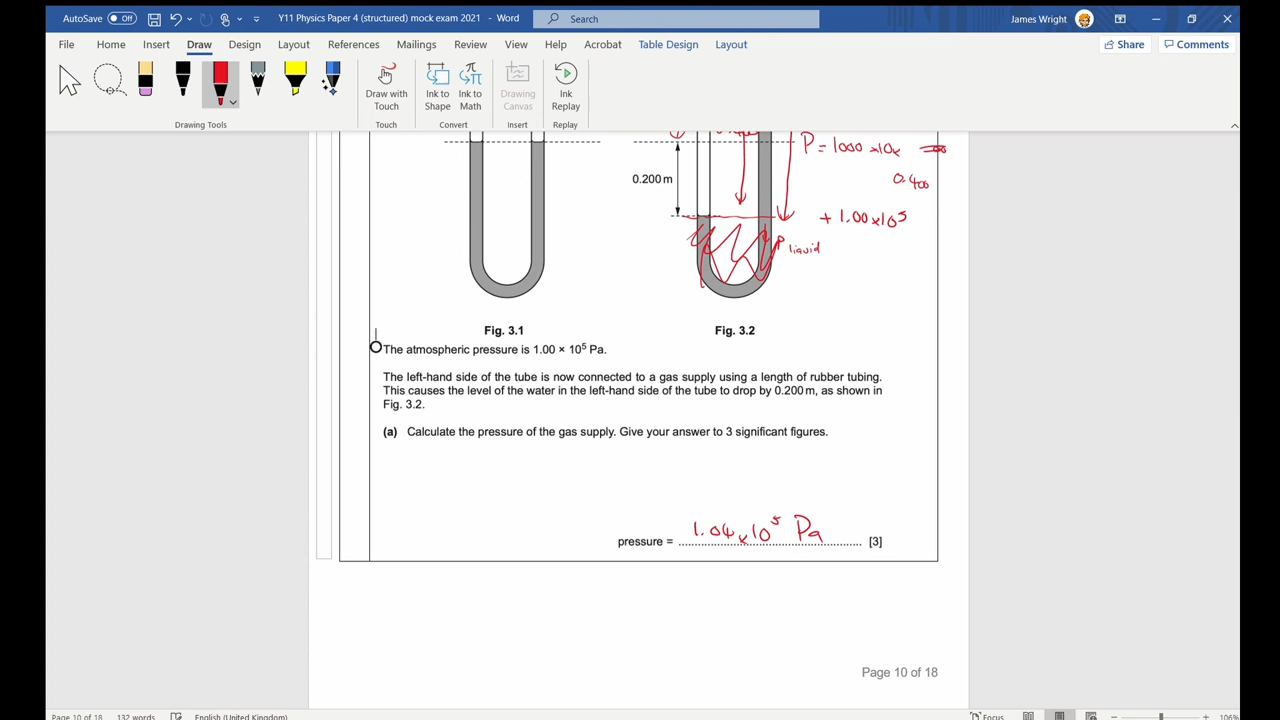 AutoSave Off Y11 Physics Paper 4 (structured) mock exam 2021 - Word Search James Wright
File Home Insert Draw Design Layout References Mailings Review View Help Acrobat Table Design Layout Share Comments
Draw with Touch Ink to Shape Ink to Math Drawing Canvas Ink Replay
Drawing Tools Touch Convert Insert Replay
P = 1000 x10x
0.400
0.200 m
+ 1.00x10⁵
P liquid
Fig. 3.1 Fig. 3.2
The atmospheric pressure is 1.00 × 10⁵ Pa.
The left-hand side of the tube is now connected to a gas supply using a length of rubber tubing.
This causes the level of the water in the left-hand side of the tube to drop by 0.200 m, as shown in
Fig. 3.2.
(a) Calculate the pressure of the gas supply. Give your answer to 3 significant figures.
pressure = 1.04x10⁵ Pa [3]
Page 10 of 18
Page 10 of 18 132 words English (United Kingdom) Focus 106%